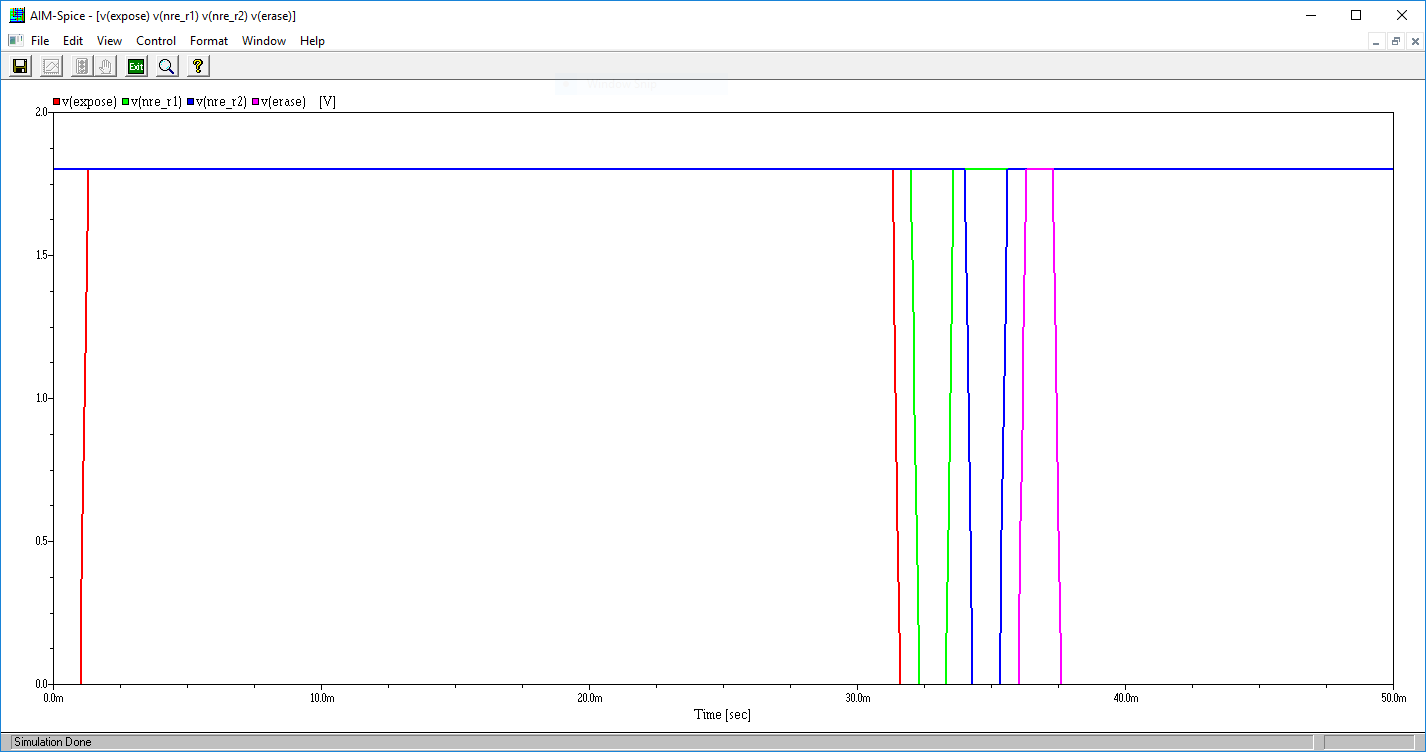 AIM-Spice - [v(expose) v(nre_r1) v(nre_r2) v(erase)]
File Edit View Control Format Window Help
Exit ?
v(expose) v(nre_r1) v(nre_r2) v(erase) [V]
2.0
1.5
1.0
0.5
0.0
0.0m 10.0m 20.0m 30.0m 40.0m 50.0m
Time [sec]
Simulation Done